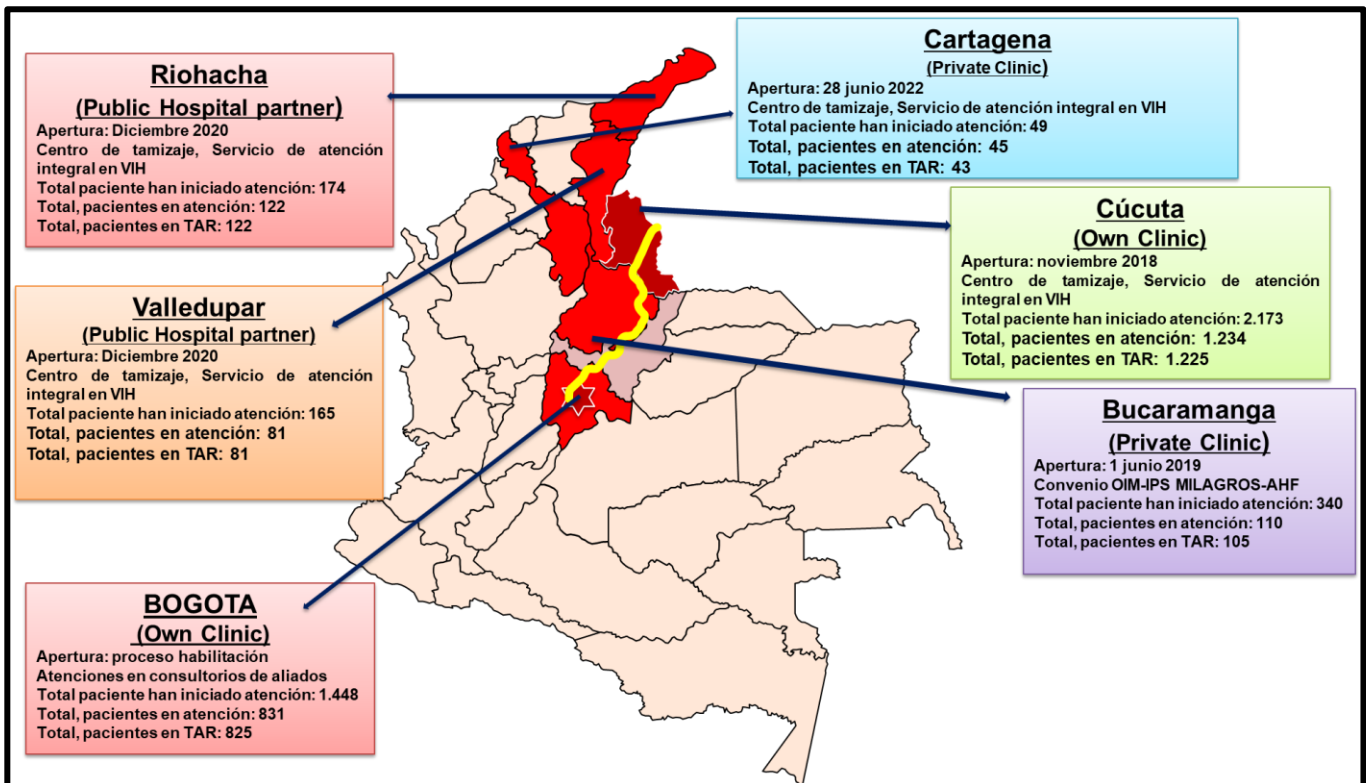 Riohacha
(Public Hospital partner)
Apertura: Diciembre 2020
Centro de tamizaje, Servicio de atención
integral en VIH
Total paciente han iniciado atención: 174
Total, pacientes en atención: 122
Total, pacientes en TAR: 122
Cartagena
(Private Clinic)
Apertura: 28 junio 2022
Centro de tamizaje, Servicio de atención integral en VIH
Total paciente han iniciado atención: 49
Total, pacientes en atención: 45
Total, pacientes en TAR: 43
Cúcuta
(Own Clinic)
Apertura: noviembre 2018
Centro de tamizaje, Servicio de atención
integral en VIH
Total paciente han iniciado atención: 2.173
Total, pacientes en atención: 1.234
Total, pacientes en TAR: 1.225
Valledupar
(Public Hospital partner)
Apertura: Diciembre 2020
Centro de tamizaje, Servicio de atención
integral en VIH
Total paciente han iniciado atención: 165
Total, pacientes en atención: 81
Total, pacientes en TAR: 81
Bucaramanga
(Private Clinic)
Apertura: 1 junio 2019
Convenio OIM-IPS MILAGROS-AHF
Total paciente han iniciado atención: 340
Total, pacientes en atención: 110
Total, pacientes en TAR: 105
BOGOTA
(Own Clinic)
Apertura: proceso habilitación
Atenciones en consultorios de aliados
Total paciente han iniciado atención: 1.448
Total, pacientes en atención: 831
Total, pacientes en TAR: 825